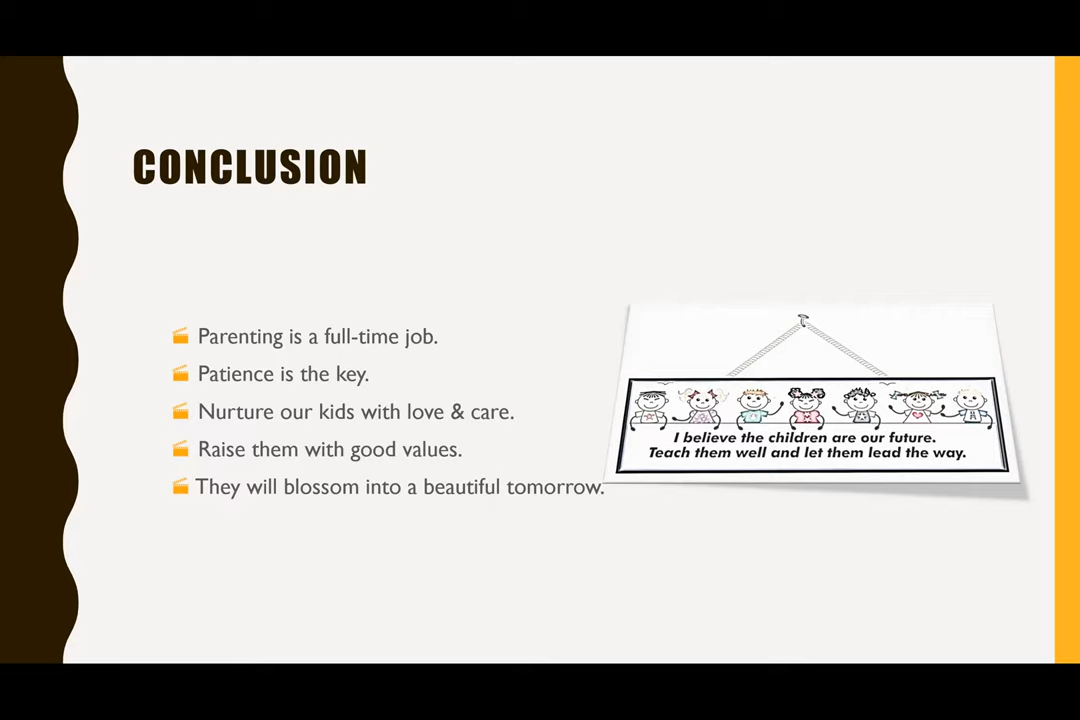 CONCLUSION
Parenting is a full-time job.
Patience is the key.
Nurture our kids with love & care.
Raise them with good values.
They will blossom into a beautiful tomorrow.
I believe the children are our future.
Teach them well and let them lead the way.